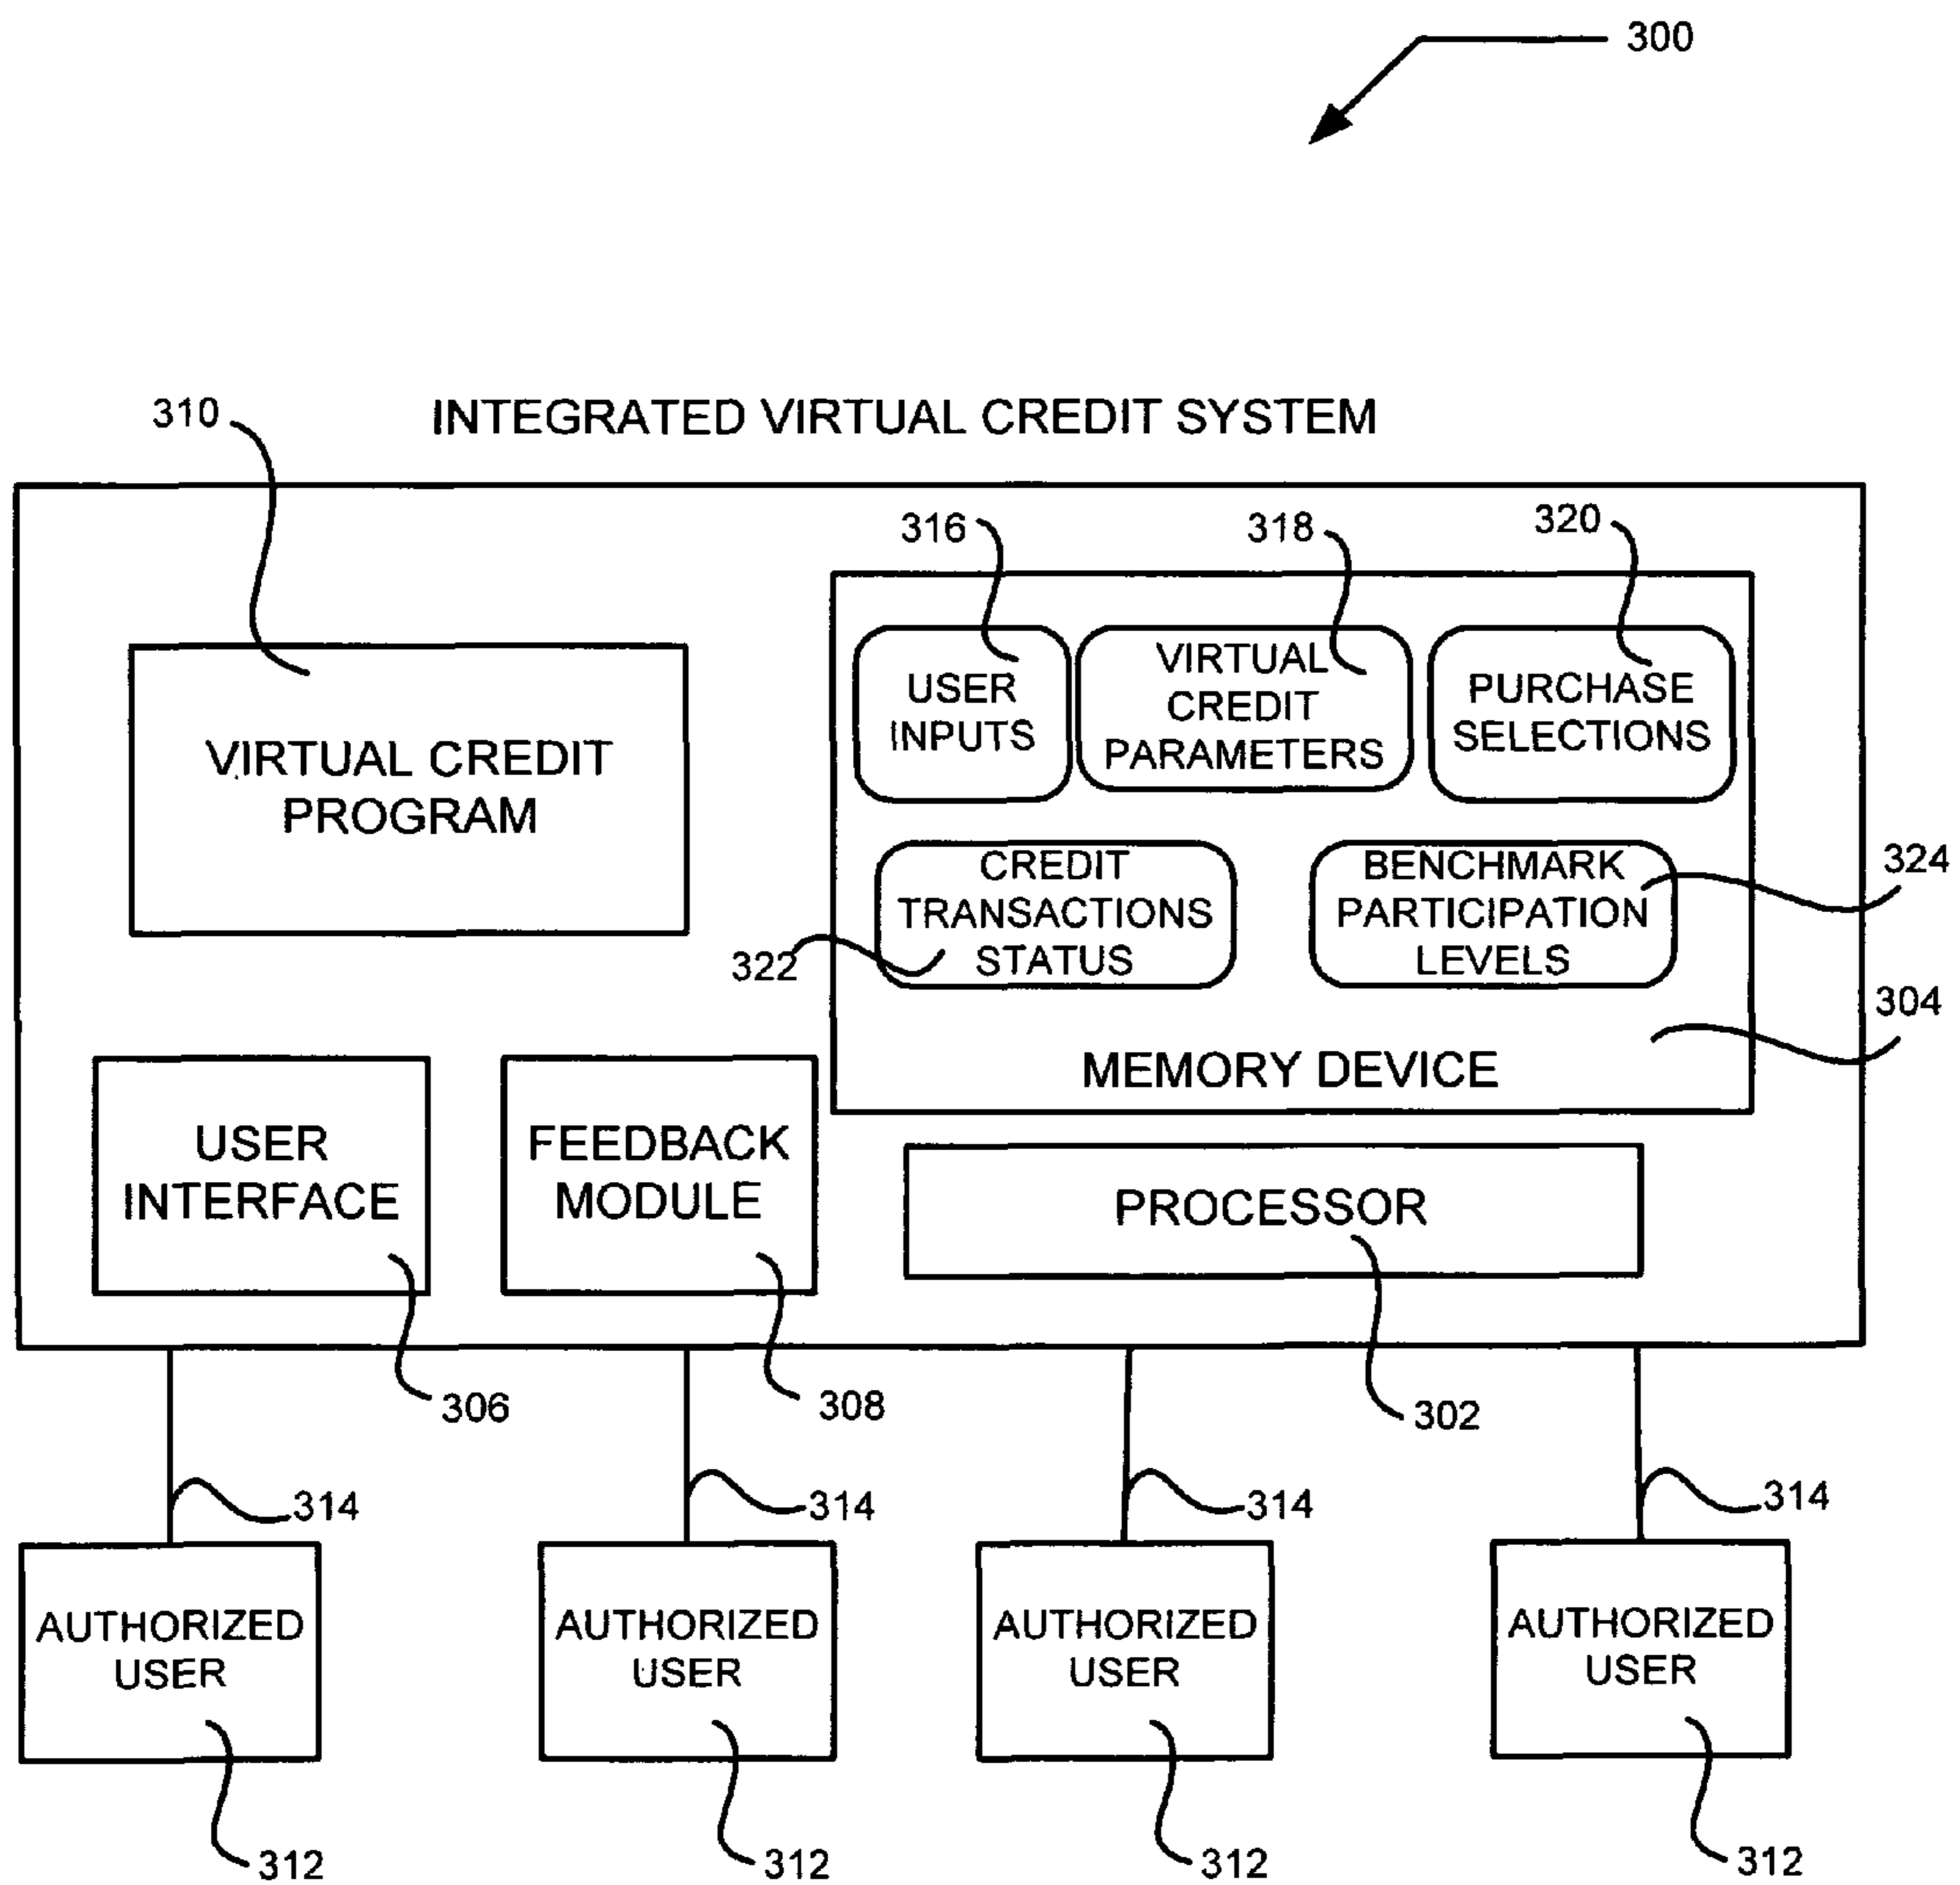 300
INTEGRATED VIRTUAL CREDIT SYSTEM
310
316
318
320
VIRTUAL CREDIT
PROGRAM
USER
INPUTS
VIRTUAL
CREDIT
PARAMETERS
PURCHASE
SELECTIONS
CREDIT
TRANSACTIONS
STATUS
322
BENCHMARK
PARTICIPATION
LEVELS
324
304
MEMORY DEVICE
USER
INTERFACE
FEEDBACK
MODULE
PROCESSOR
306
308
302
314
314
314
314
AUTHORIZED
USER
AUTHORIZED
USER
AUTHORIZED
USER
AUTHORIZED
USER
312
312
312
312